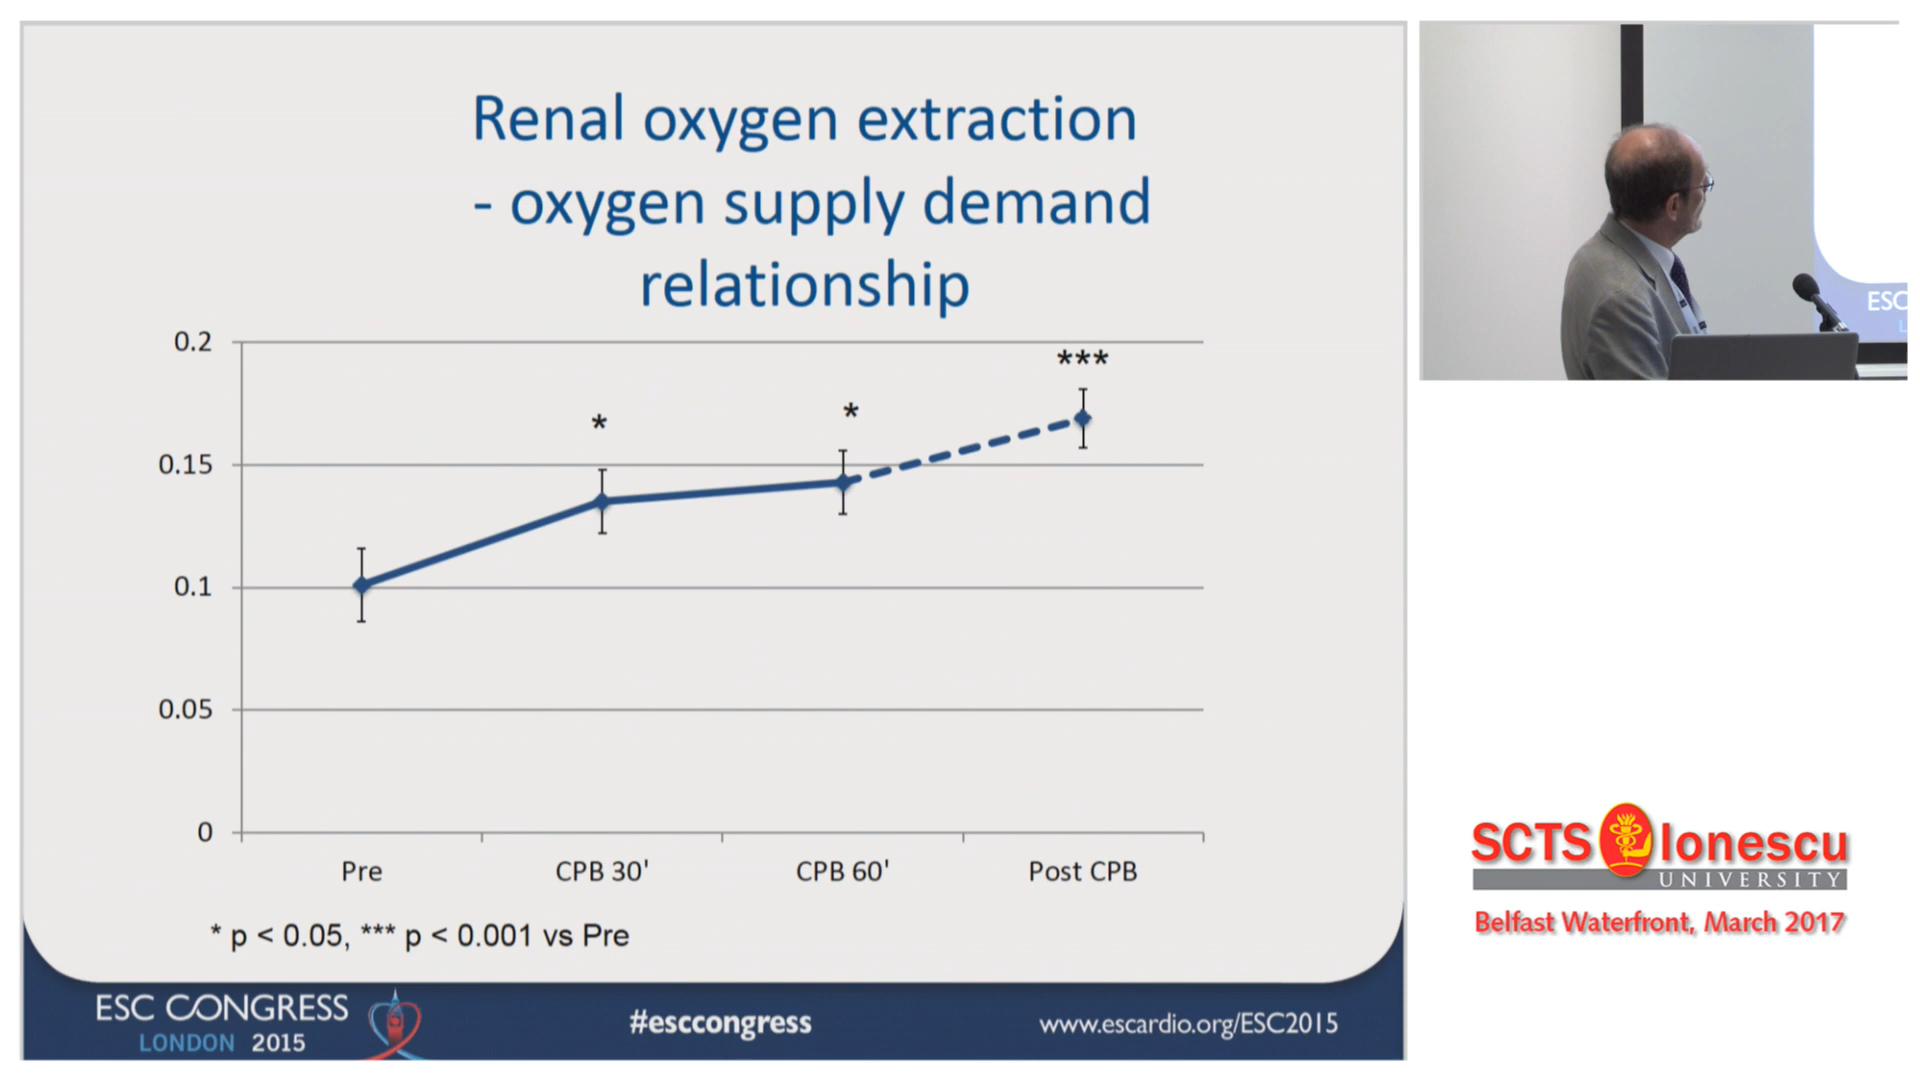 Renal oxygen extraction
- oxygen supply demand
relationship
0.2
0.15
0.1
0.05
0
*
*
***
Pre
CPB 30'
CPB 60'
Post CPB
* p < 0.05, *** p < 0.001 vs Pre
ESC CONGRESS
LONDON 2015
#esccongress
www.escardio.org/ESC2015
ESC
L
SCTS Ionescu
UNIVERSITY
Belfast Waterfront, March 2017